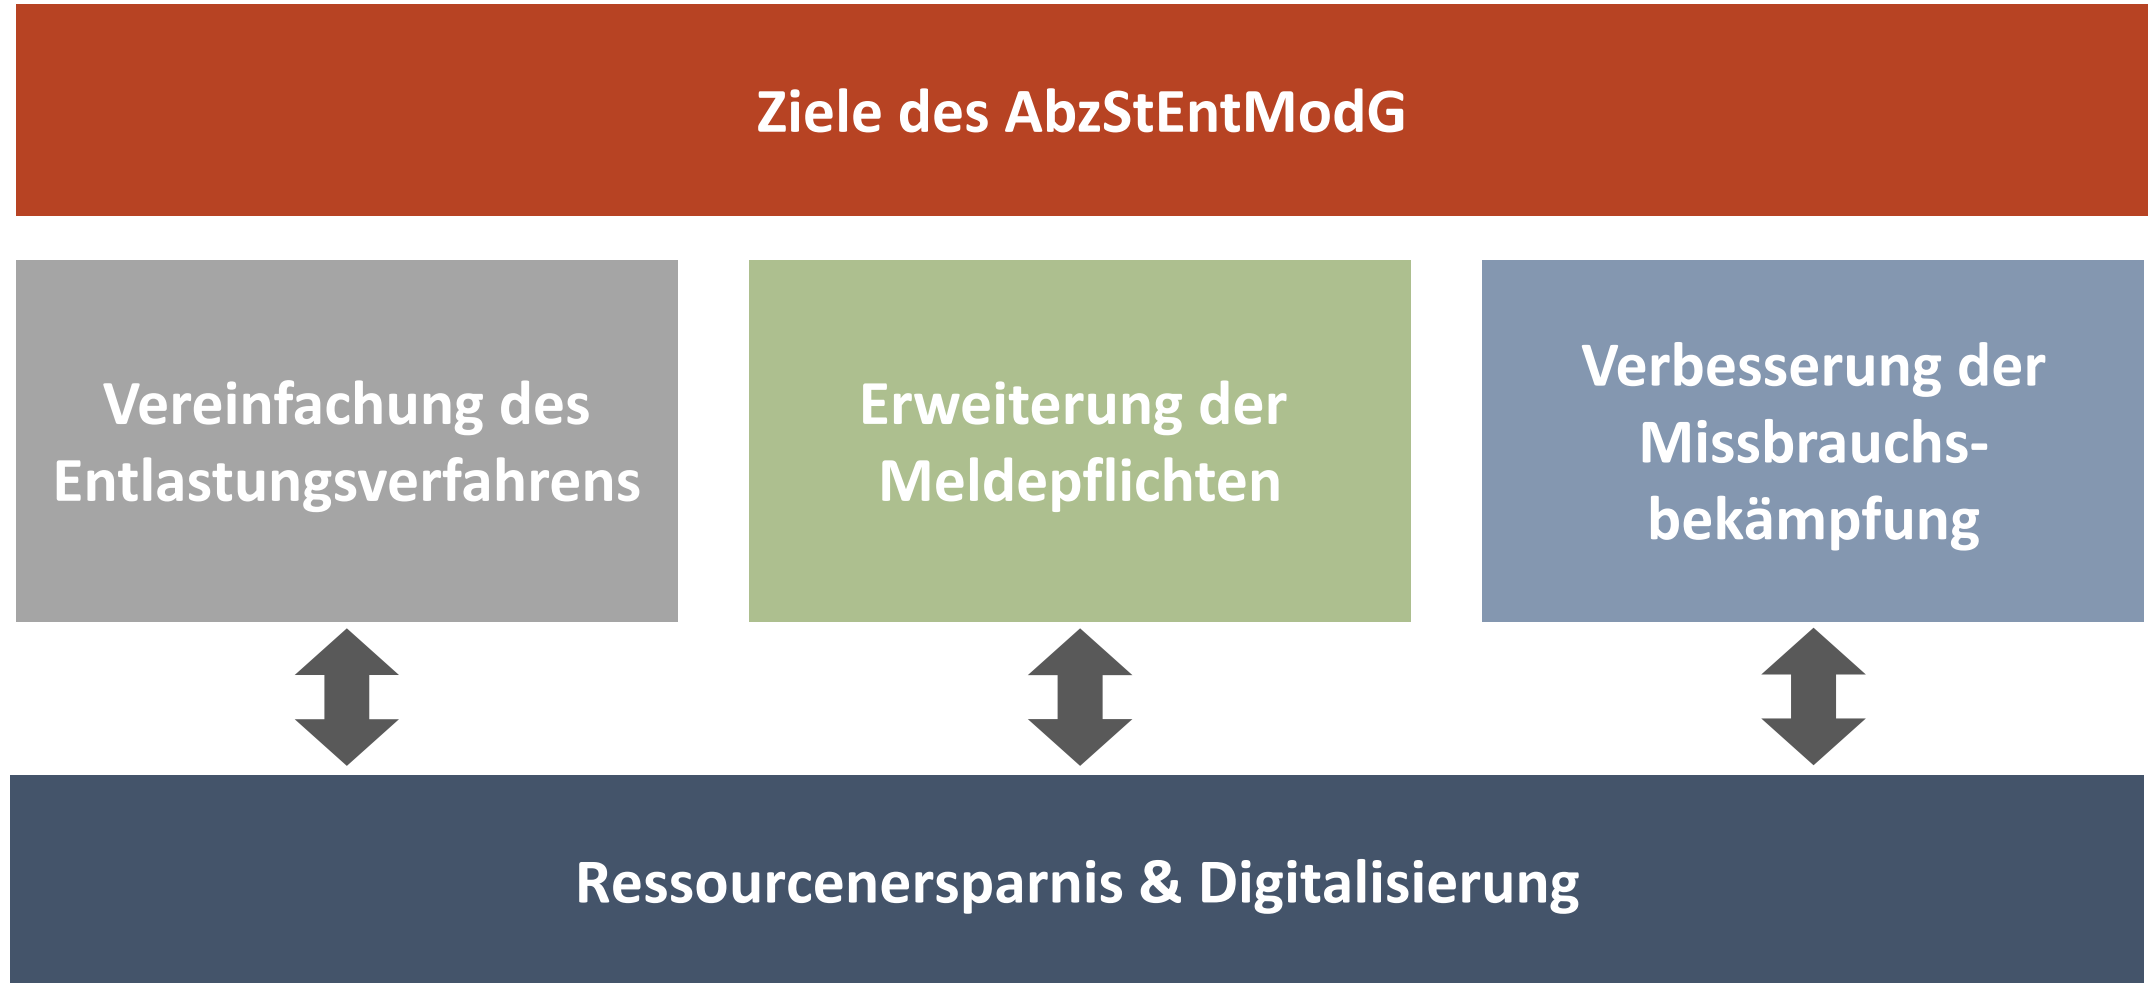 Ziele des AbzStEntModG
Vereinfachung des
Entlastungsverfahrens
Erweiterung der
Meldepflichten
Verbesserung der
Missbrauchs-
bekämpfung
Ressourcenersparnis & Digitalisierung